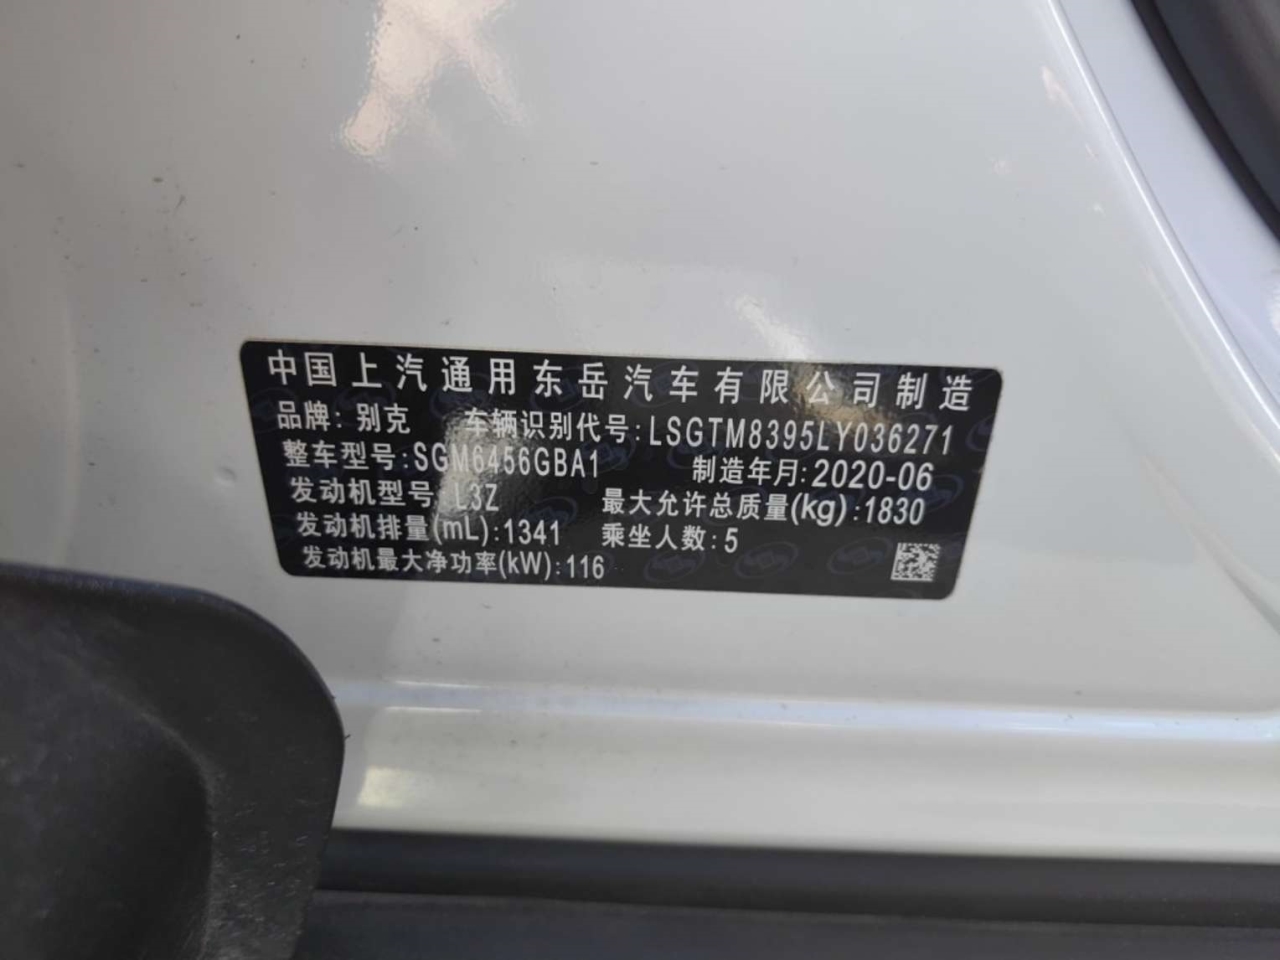 中国上汽通用东岳汽车有限公司制造
品牌: 别克 车辆识别代号: LSGTM8395LY036271
整车型号: SGM6456GBA1 制造年月: 2020-06
发动机型号: L3Z 最大允许总质量(kg): 1830
发动机排量(mL): 1341 乘坐人数: 5
发动机最大净功率(kW): 116